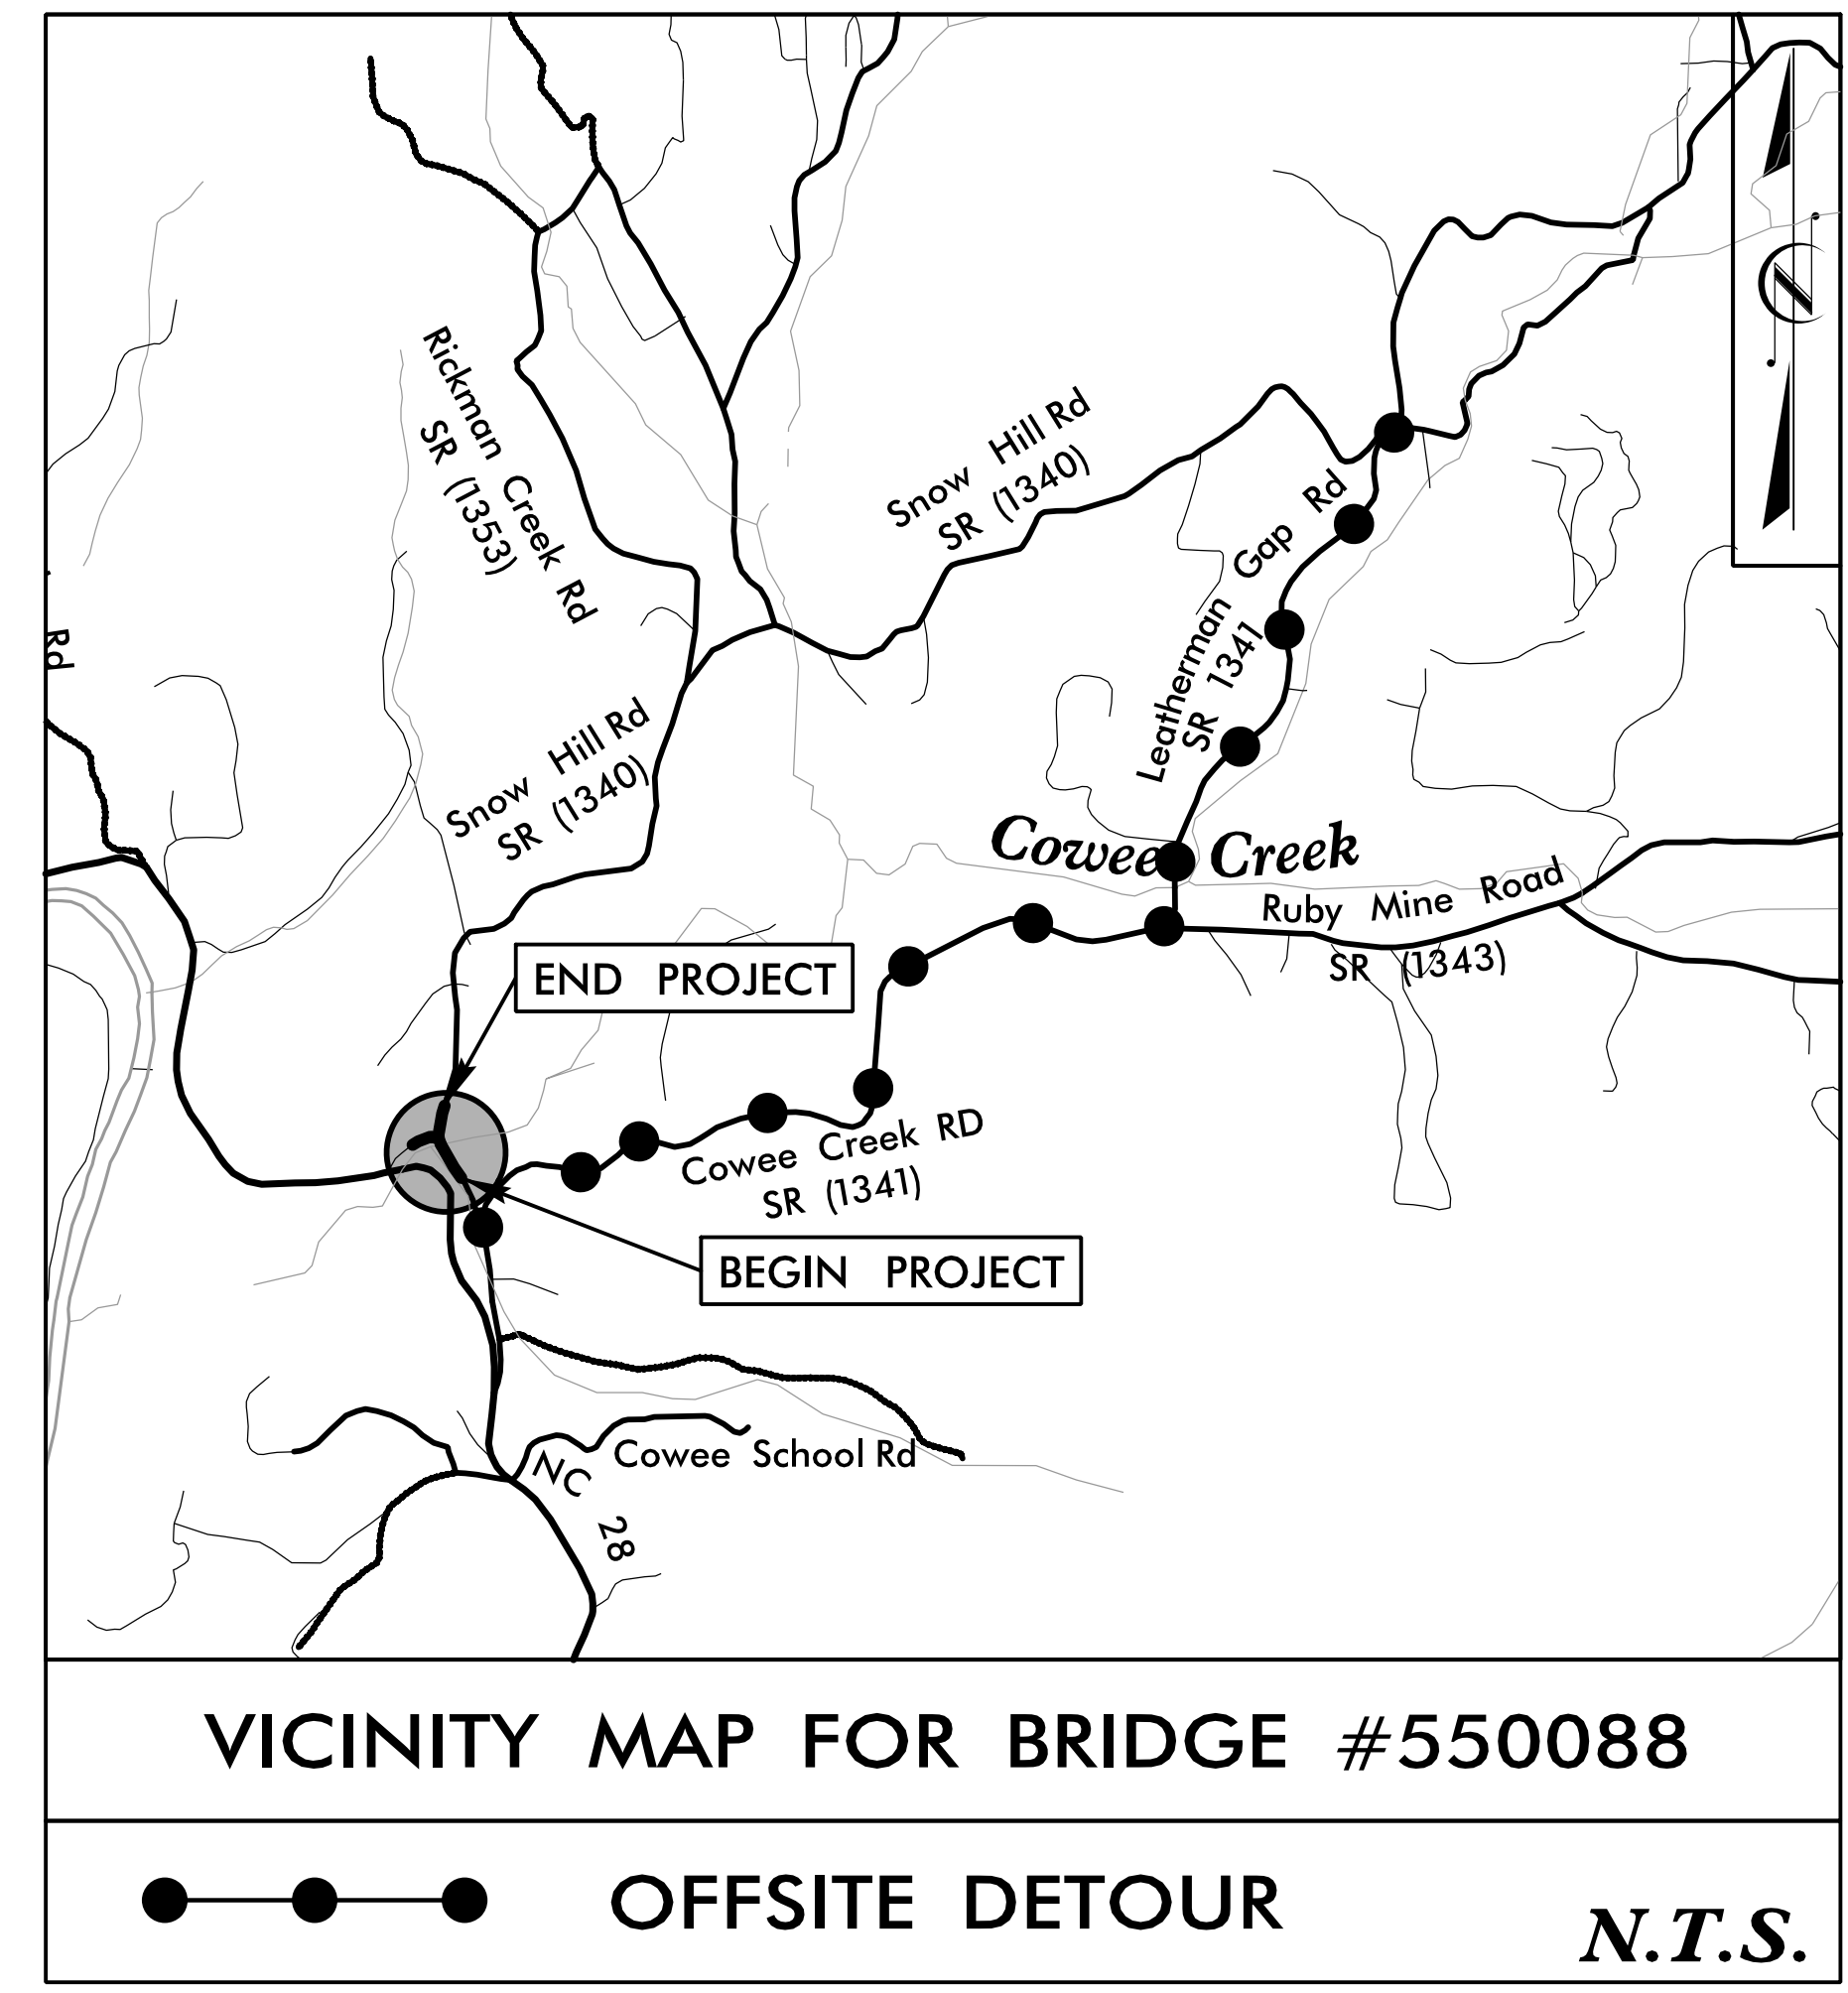 N
Rickman Creek Rd
SR (1353)
Snow Hill Rd
SR (1340)
Leatherman Gap Rd
SR 1341
Rd
Snow Hill Rd
SR (1340)
Cowee Creek
Ruby Mine Road
SR (1343)
END PROJECT
Cowee Creek RD
SR (1341)
BEGIN PROJECT
Cowee School Rd
NC 28
VICINITY MAP FOR BRIDGE #550088
OFFSITE DETOUR
N.T.S.